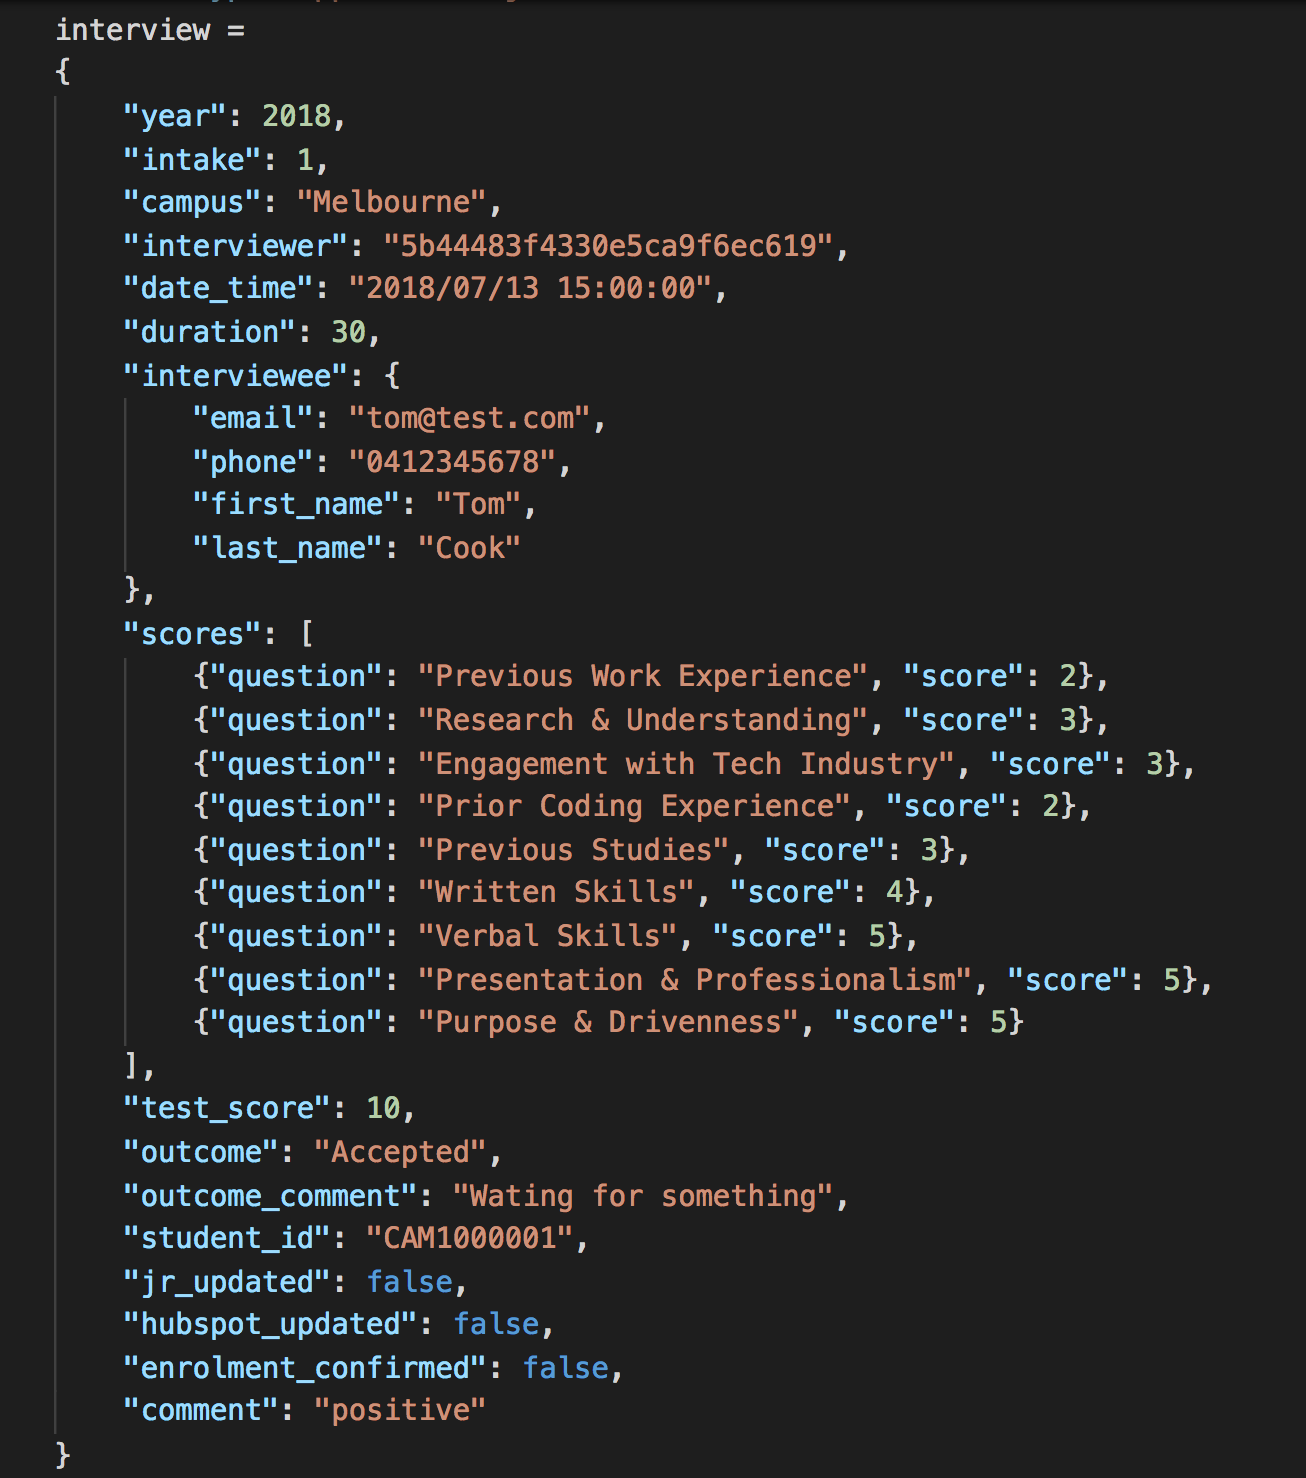 interview =
{
    "year": 2018,
    "intake": 1,
    "campus": "Melbourne",
    "interviewer": "5b44483f4330e5ca9f6ec619",
    "date_time": "2018/07/13 15:00:00",
    "duration": 30,
    "interviewee": {
        "email": "tom@test.com",
        "phone": "0412345678",
        "first_name": "Tom",
        "last_name": "Cook"
    },
    "scores": [
        {"question": "Previous Work Experience", "score": 2},
        {"question": "Research & Understanding", "score": 3},
        {"question": "Engagement with Tech Industry", "score": 3},
        {"question": "Prior Coding Experience", "score": 2},
        {"question": "Previous Studies", "score": 3},
        {"question": "Written Skills", "score": 4},
        {"question": "Verbal Skills", "score": 5},
        {"question": "Presentation & Professionalism", "score": 5},
        {"question": "Purpose & Drivenness", "score": 5}
    ],
    "test_score": 10,
    "outcome": "Accepted",
    "outcome_comment": "Wating for something",
    "student_id": "CAM1000001",
    "jr_updated": false,
    "hubspot_updated": false,
    "enrolment_confirmed": false,
    "comment": "positive"
}